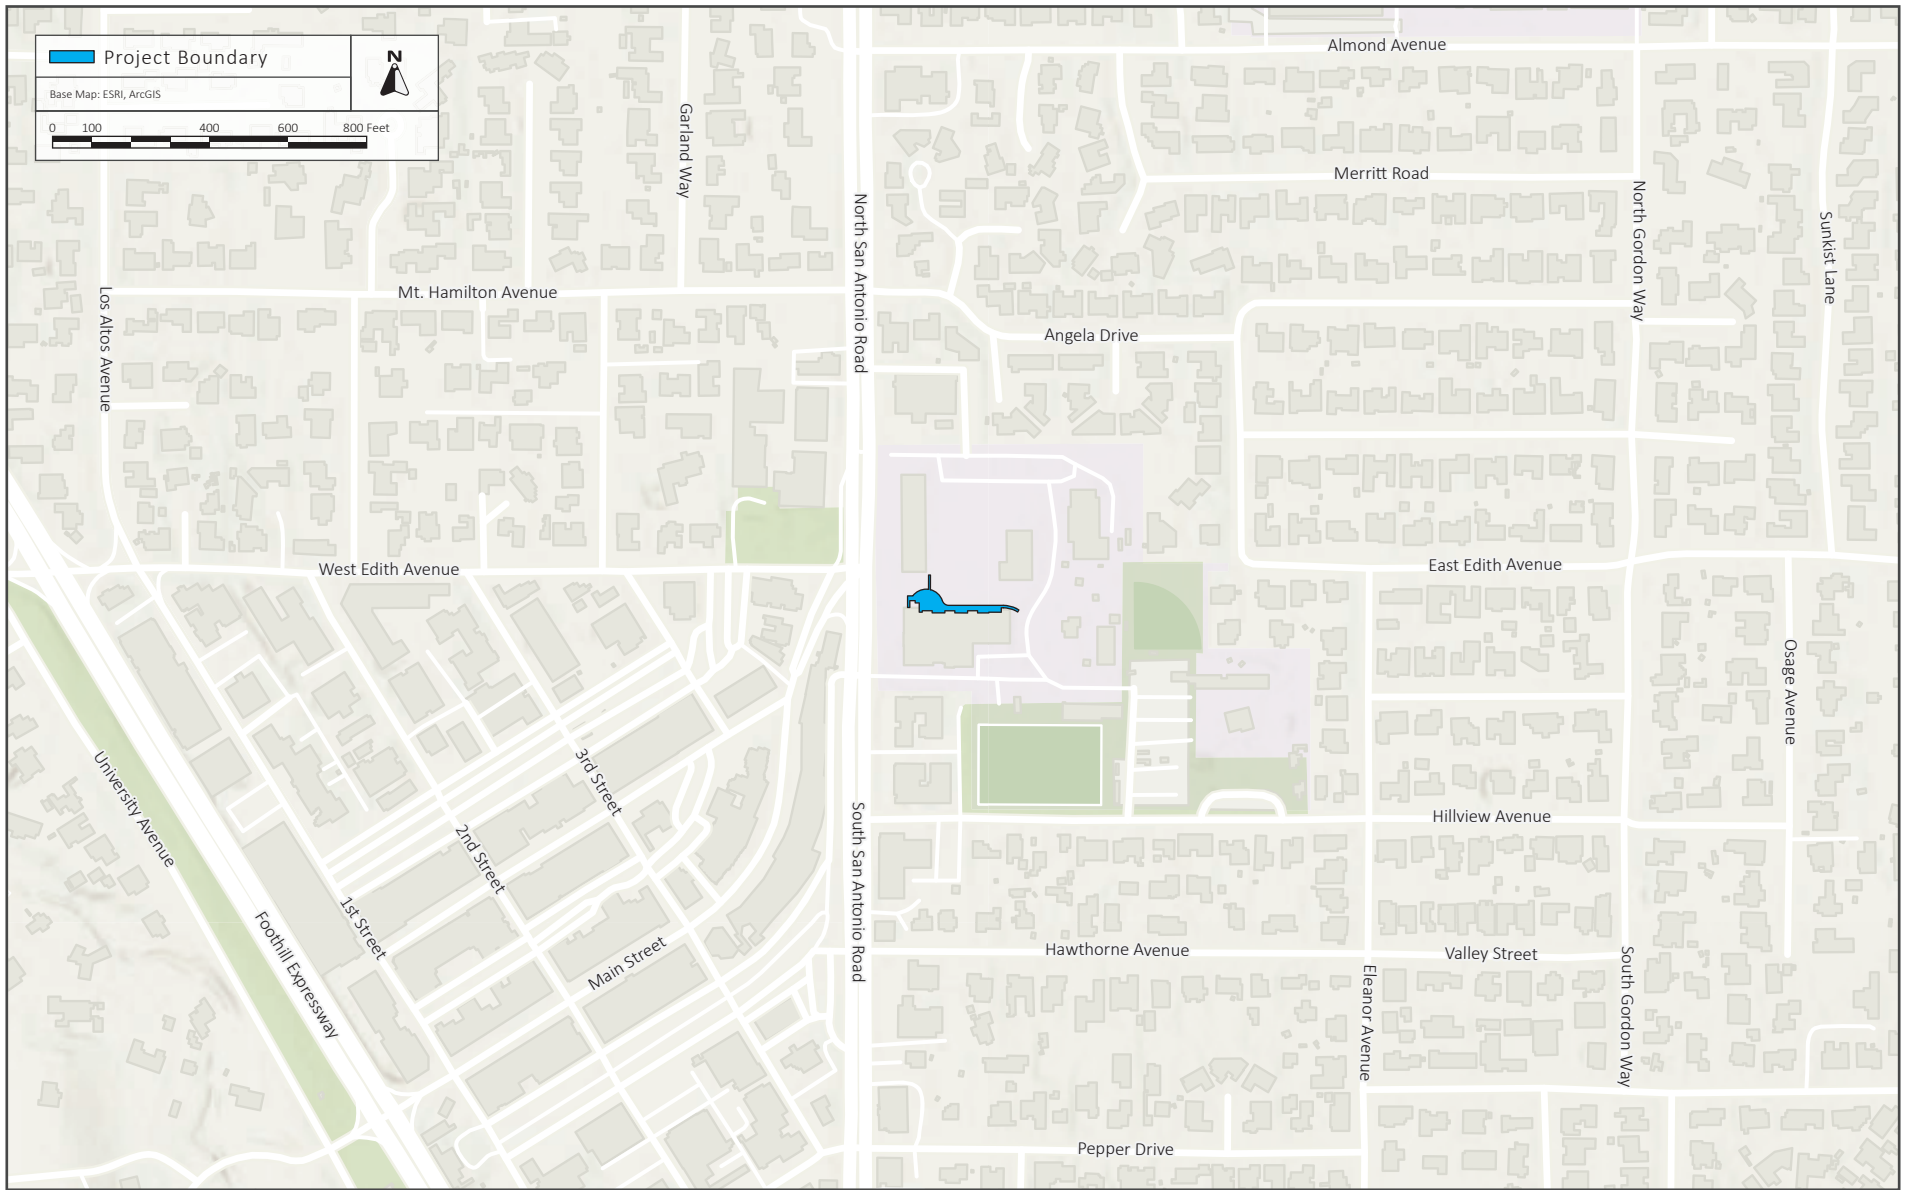 Project Boundary
N
Base Map: ESRI, ArcGIS
0 100 400 600 800 Feet
Almond Avenue
Garland Way
Merritt Road
North San Antonio Road
North Gordon Way
Sunkist Lane
Los Altos Avenue
Mt. Hamilton Avenue
Angela Drive
West Edith Avenue
East Edith Avenue
Osage Avenue
University Avenue
3rd Street
2nd Street
South San Antonio Road
Hillview Avenue
1st Street
Foothill Expressway
Main Street
Hawthorne Avenue
Valley Street
Eleanor Avenue
South Gordon Way
Pepper Drive